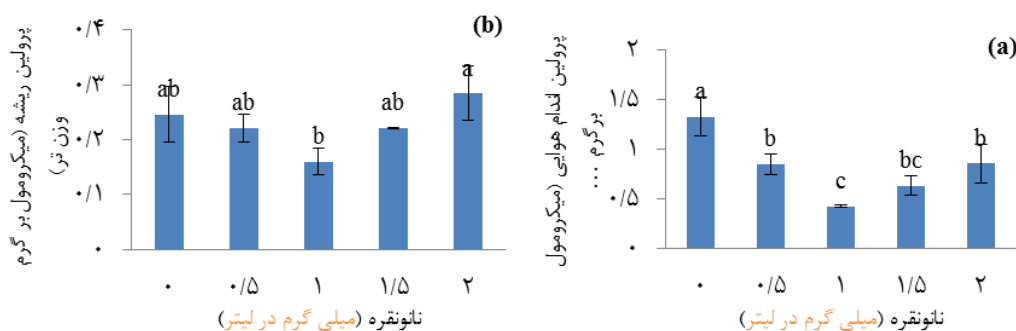 (b)
پرولین ریشه (میکرومول بر گرم
وزن تر)
۰/۴
۰/۳
۰/۲
۰/۱
۰
ab
ab
b
ab
a
۰ ۰/۵ ۱ ۱/۵ ۲
نانونقره (میلی گرم در لیتر)
(a)
پرولین اندام هوایی (میکرومول
برگرم ...
۲
۱/۵
۱
۰/۵
۰
a
b
c
bc
b
۰ ۰/۵ ۱ ۱/۵ ۲
نانونقره (میلی گرم در لیتر)